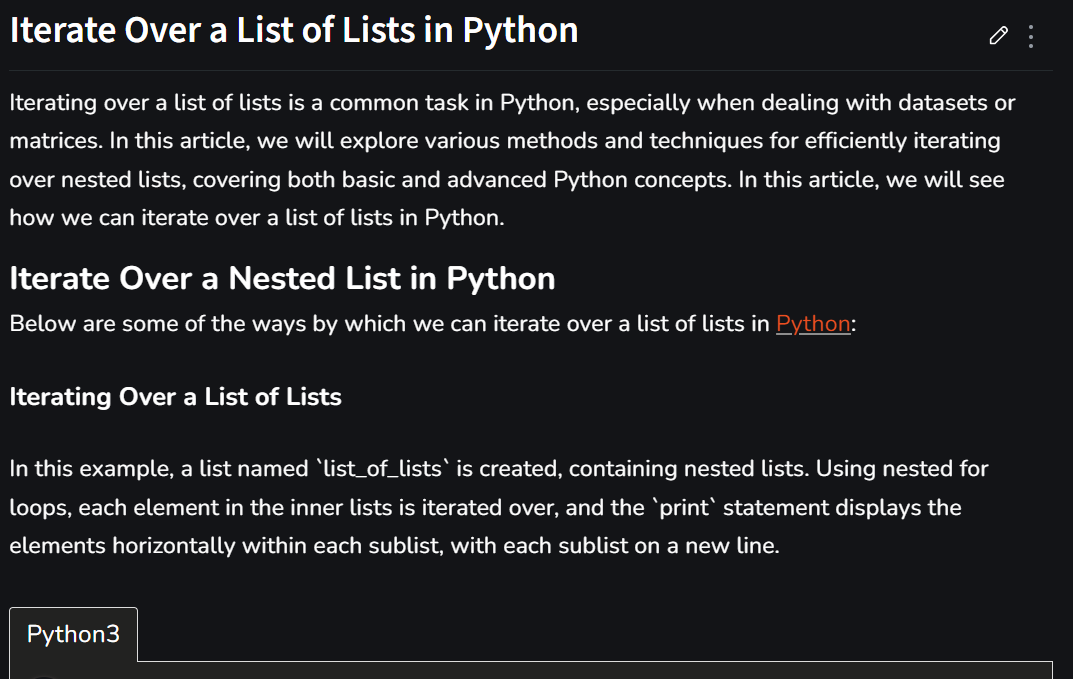 Iterate Over a List of Lists in Python
Iterating over a list of lists is a common task in Python, especially when dealing with datasets or
matrices. In this article, we will explore various methods and techniques for efficiently iterating
over nested lists, covering both basic and advanced Python concepts. In this article, we will see
how we can iterate over a list of lists in Python.
Iterate Over a Nested List in Python
Below are some of the ways by which we can iterate over a list of lists in Python:
Iterating Over a List of Lists
In this example, a list named `list_of_lists` is created, containing nested lists. Using nested for
loops, each element in the inner lists is iterated over, and the `print` statement displays the
elements horizontally within each sublist, with each sublist on a new line.
Python3